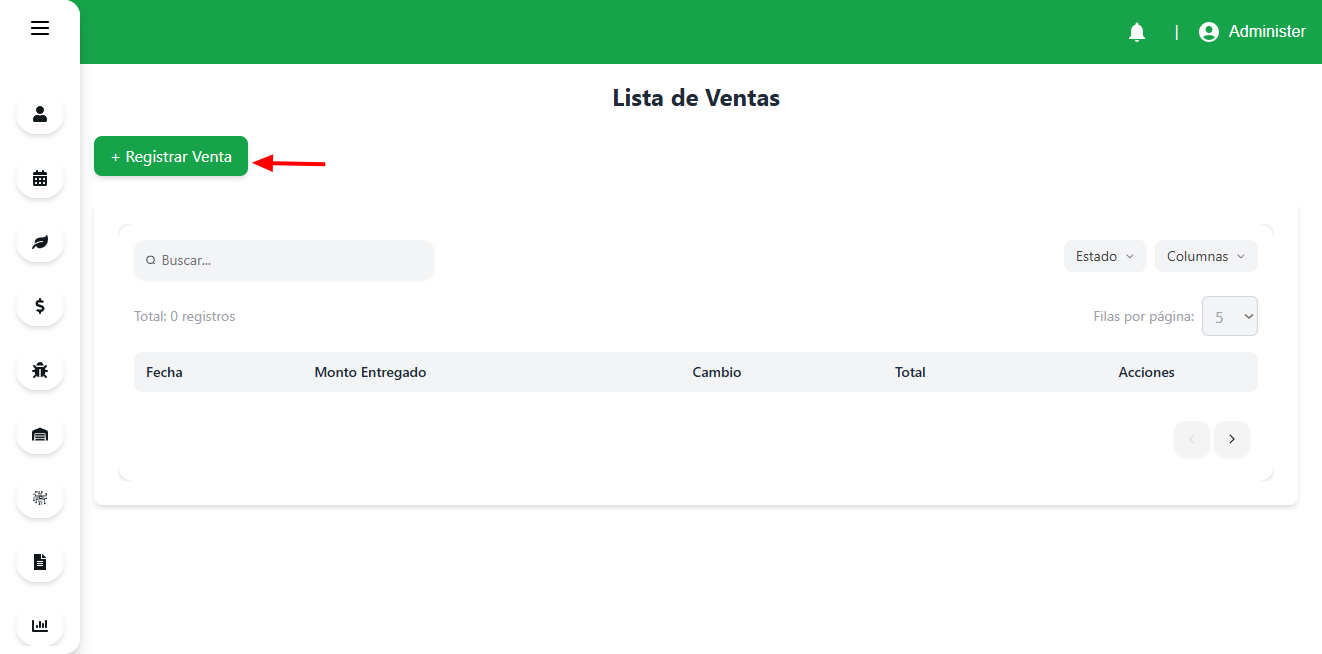 | Administer
Lista de Ventas
+ Registrar Venta
Buscar...
Estado Columnas
Total: 0 registros
Filas por página: 5
Fecha Monto Entregado Cambio Total Acciones